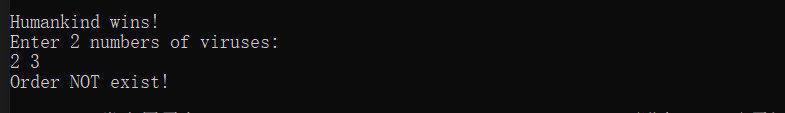 Humankind wins!
Enter 2 numbers of viruses:
2 3
Order NOT exist!